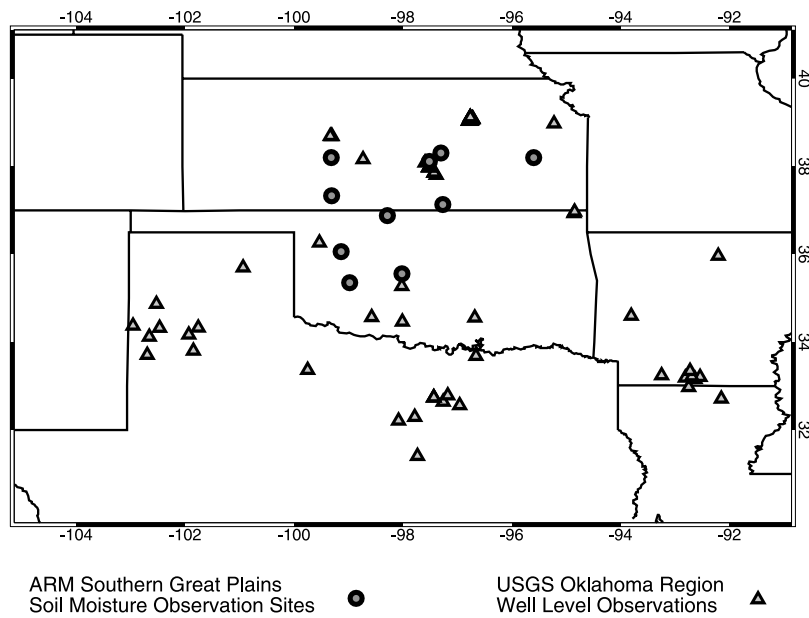 -104 -102 -100 -98 -96 -94 -92
40
38
36
34
32
-104 -102 -100 -98 -96 -94 -92
ARM Southern Great Plains
Soil Moisture Observation Sites
USGS Oklahoma Region
Well Level Observations